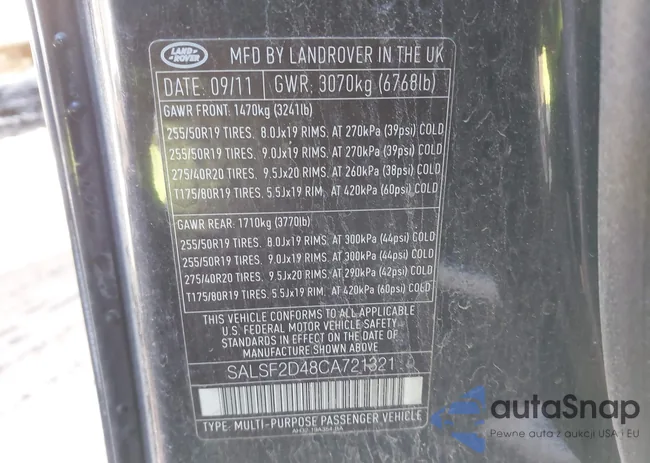 LAND ROVER
MFD BY LANDROVER IN THE UK
DATE: 09/11 GWR: 3070kg (6768lb)
GAWR FRONT: 1470kg (3241lb)
255/50R19 TIRES. 8.0Jx19 RIMS. AT 270kPa (39psi) COLD
255/50R19 TIRES. 9.0Jx19 RIMS. AT 270kPa (39psi) COLD
275/40R20 TIRES. 9.5Jx20 RIMS. AT 260kPa (38psi) COLD
T175/80R19 TIRES. 5.5Jx19 RIM. AT 420kPa (60psi) COLD
GAWR REAR: 1710kg (3770lb)
255/50R19 TIRES. 8.0Jx19 RIMS. AT 300kPa (44psi) COLD
255/50R19 TIRES. 9.0Jx19 RIMS. AT 300kPa (44psi) COLD
275/40R20 TIRES. 9.5Jx20 RIMS. AT 290kPa (42psi) COLD
T175/80R19 TIRES. 5.5Jx19 RIM. AT 420kPa (60psi) COLD
THIS VEHICLE CONFORMS TO ALL APPLICABLE
U.S. FEDERAL MOTOR VEHICLE SAFETY
STANDARDS IN EFFECT ON THE DATE OF
MANUFACTURE SHOWN ABOVE
SALSF2D48CA721321
TYPE: MULTI-PURPOSE PASSENGER VEHICLE
autaSnap
Pewne auta z aukcji USA i EU